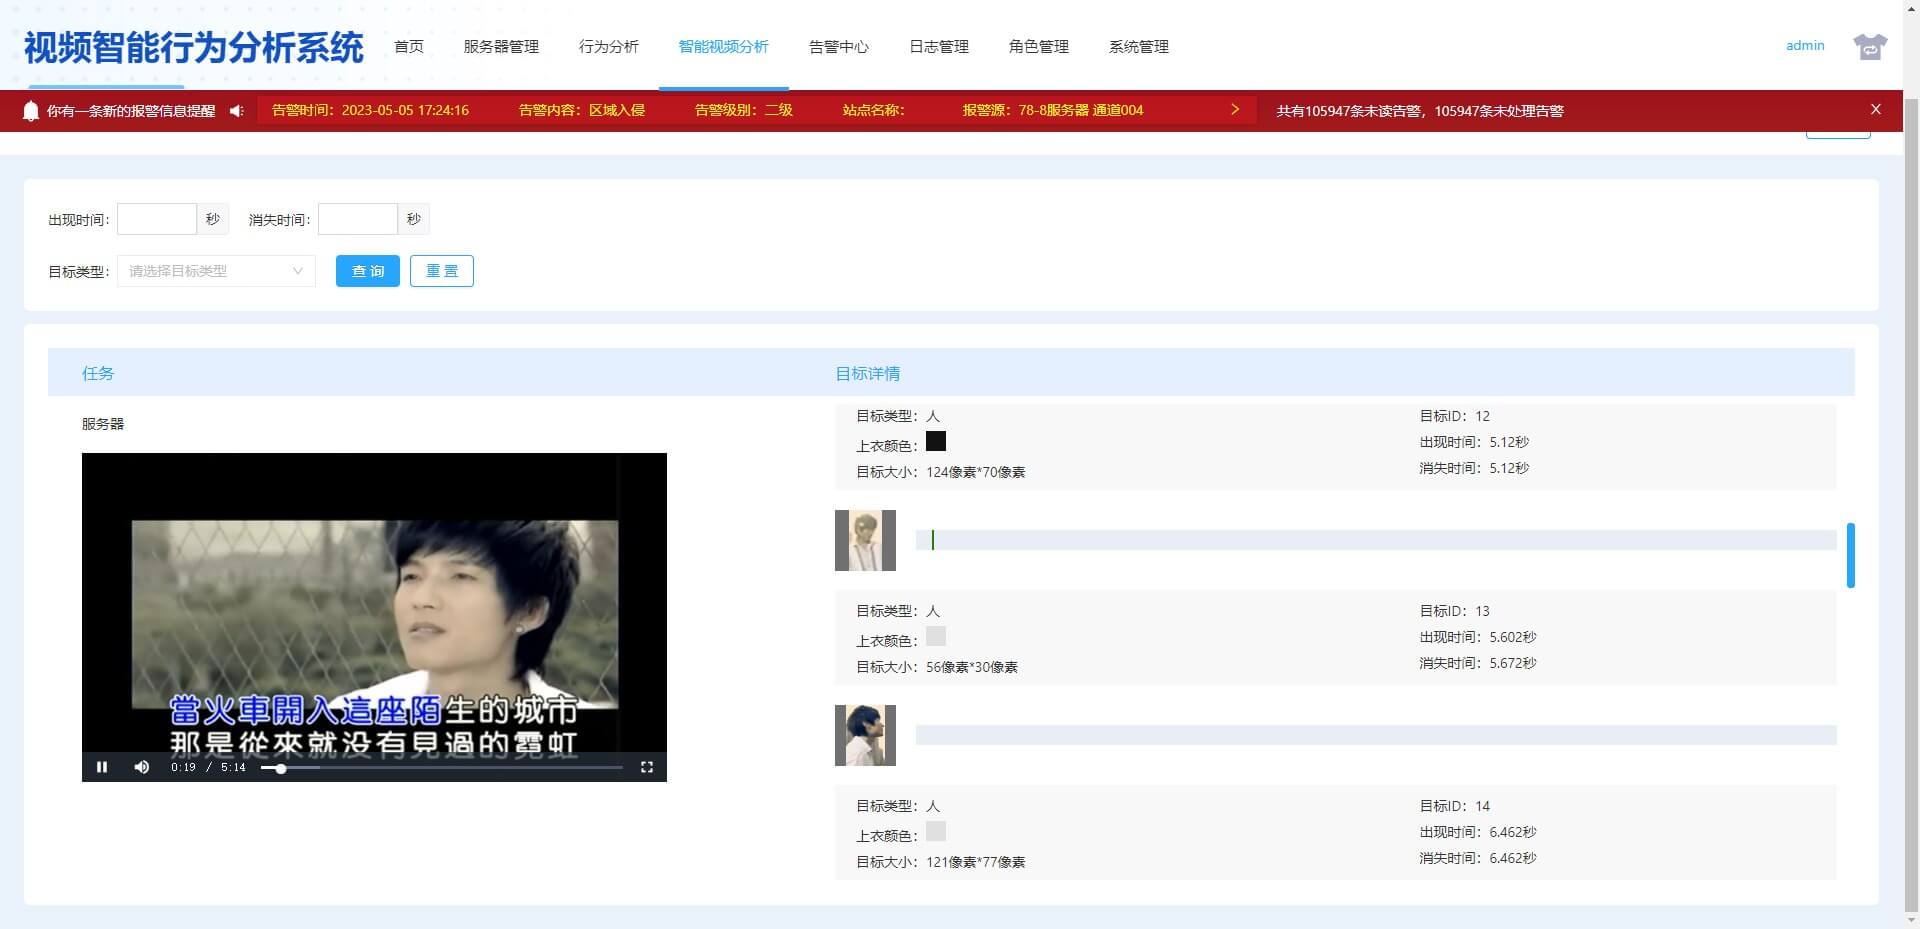 视频智能行为分析系统 首页 服务器管理 行为分析 智能视频分析 告警中心 日志管理 角色管理 系统管理 admin
你有一条新的报警信息提醒 告警时间：2023-05-05 17:24:16 告警内容：区域入侵 告警级别：二级 站点名称： 报警源：78-8服务器 通道004 共有105947条未读告警，105947条未处理告警
出现时间： 秒 消失时间： 秒
目标类型： 请选择目标类型 查 询 重 置
任务 目标详情
服务器
當火車開入這座陌生的城市
那是從來就没有見過的霓虹
0:19 / 5:14
目标类型：人 目标ID：12
上衣颜色： 出现时间：5.12秒
目标大小：124像素*70像素 消失时间：5.12秒
目标类型：人 目标ID：13
上衣颜色： 出现时间：5.602秒
目标大小：56像素*30像素 消失时间：5.672秒
目标类型：人 目标ID：14
上衣颜色： 出现时间：6.462秒
目标大小：121像素*77像素 消失时间：6.462秒